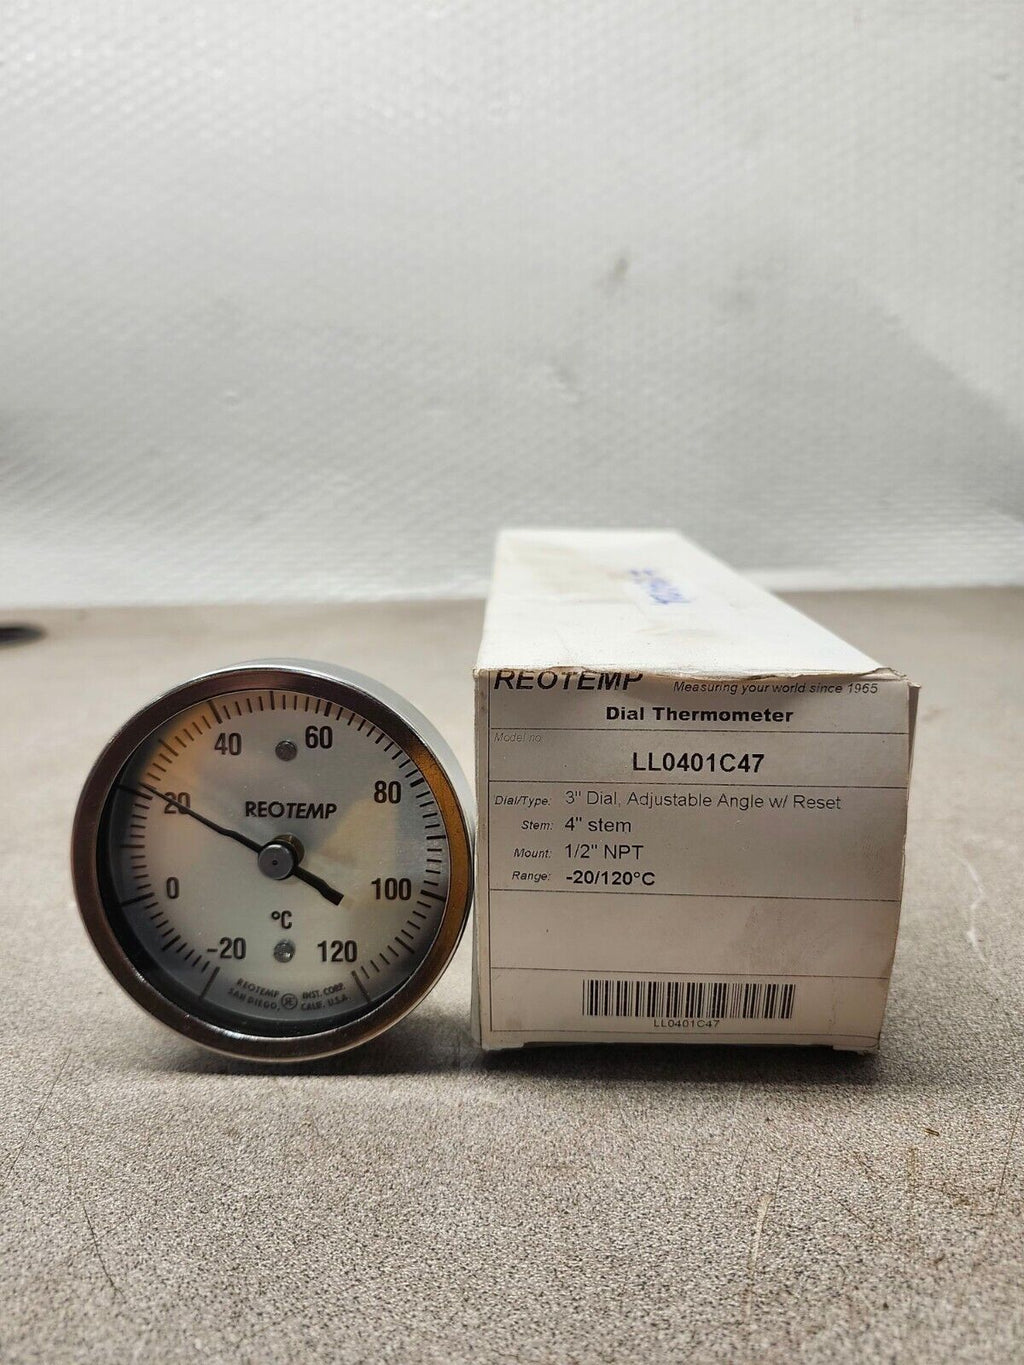 40
60
20
80
REOTEMP
0
100
°C
-20
120
REOTEMP INST. CORP.
SAN DIEGO, CALIF. U.S.A.
REOTEMP Measuring your world since 1965
Dial Thermometer
Model no
LL0401C47
Dial/Type: 3" Dial, Adjustable Angle w/ Reset
Stem: 4" stem
Mount: 1/2" NPT
Range: -20/120°C
LL0401C47